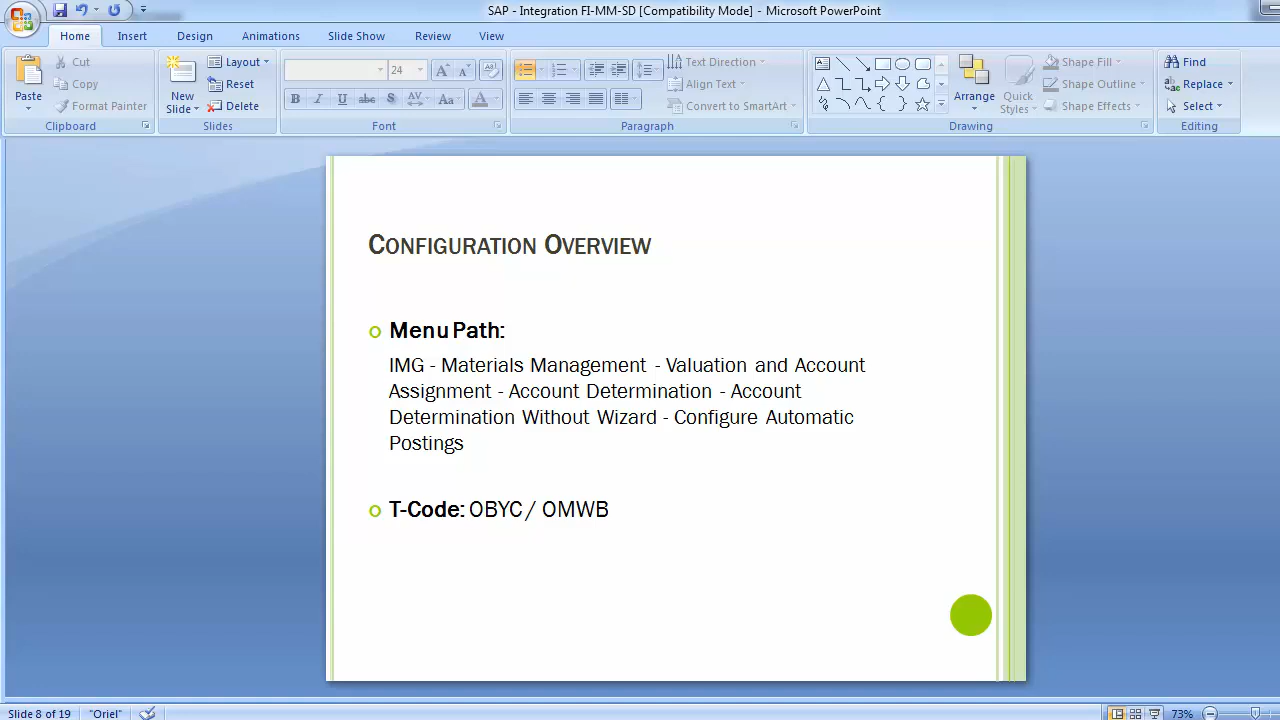 SAP - Integration FI-MM-SD [Compatibility Mode] - Microsoft PowerPoint
Home Insert Design Animations Slide Show Review View
Paste
Cut
Copy
Format Painter
Clipboard
New Slide
Layout
Reset
Delete
Slides
24
Font
Text Direction
Align Text
Convert to SmartArt
Paragraph
Arrange
Quick Styles
Shape Fill
Shape Outline
Shape Effects
Drawing
Find
Replace
Select
Editing
CONFIGURATION OVERVIEW
Menu Path:
IMG - Materials Management - Valuation and Account
Assignment - Account Determination - Account
Determination Without Wizard - Configure Automatic
Postings
T-Code: OBYC / OMWB
Slide 8 of 19 "Oriel" 73%